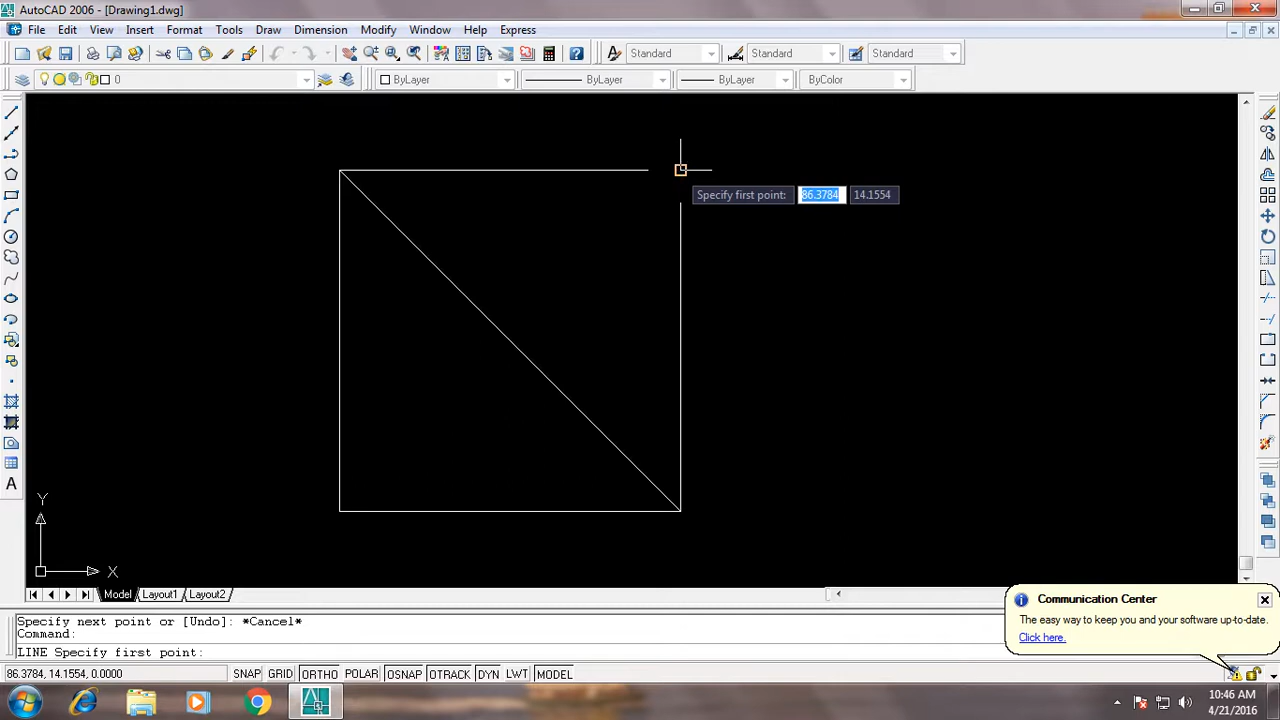 AutoCAD 2006 - [Drawing1.dwg]
File Edit View Insert Format Tools Draw Dimension Modify Window Help Express
Standard Standard Standard
0 ByLayer ByLayer ByLayer ByColor
Specify first point: 86.3784 14.1554
Y
X
A
Model Layout1 Layout2
Communication Center
The easy way to keep you and your software up-to-date.
Click here.
Specify next point or [Undo]: *Cancel*
Command:
LINE Specify first point:
86.3784, 14.1554, 0.0000 SNAP GRID ORTHO POLAR OSNAP OTRACK DYN LWT MODEL
10:46 AM
4/21/2016